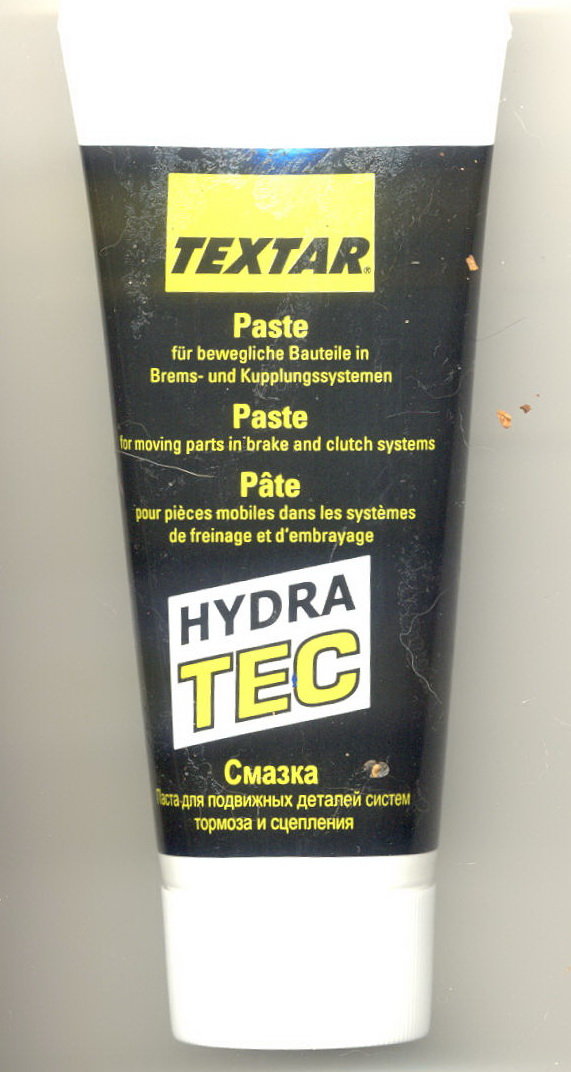 TEXTAR®
Paste
für bewegliche Bauteile in
Brems- und Kupplungssystemen
Paste
for moving parts in brake and clutch systems
Pâte
pour pièces mobiles dans les systèmes
de freinage et d'embrayage
HYDRA
TEC
Смазка
Паста для подвижных деталей систем
тормоза и сцепления